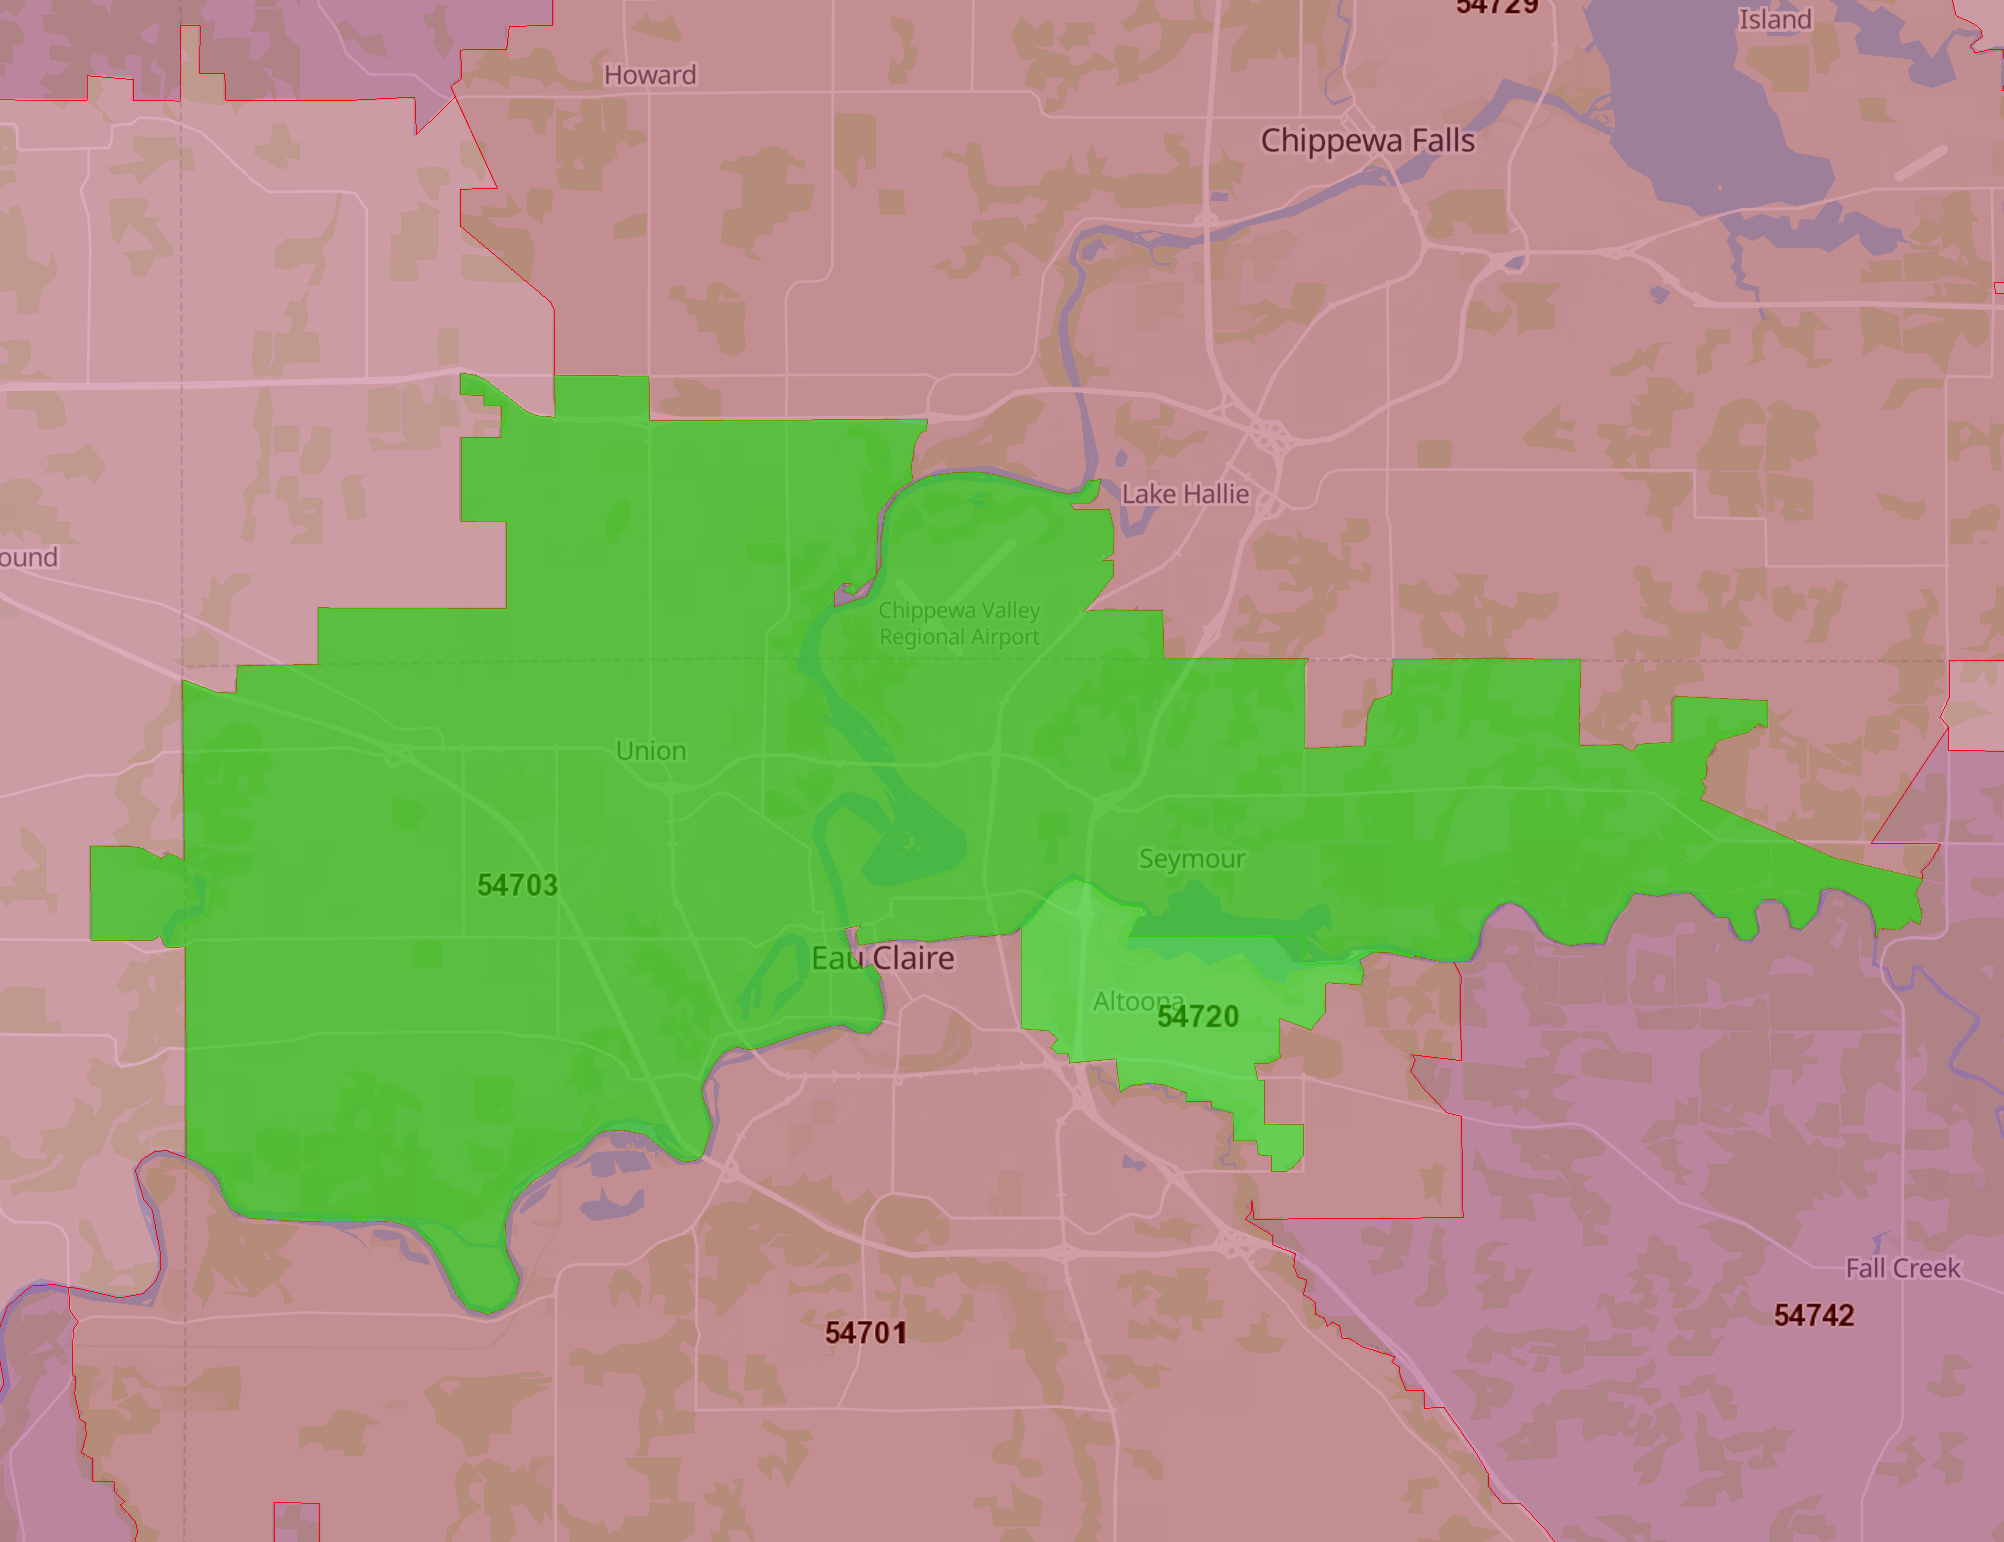 54729
Island
Howard
Chippewa Falls
Lake Hallie
ound
Chippewa Valley
Regional Airport
Union
Seymour
54703
Eau Claire
Altoona
54720
Fall Creek
54742
54701